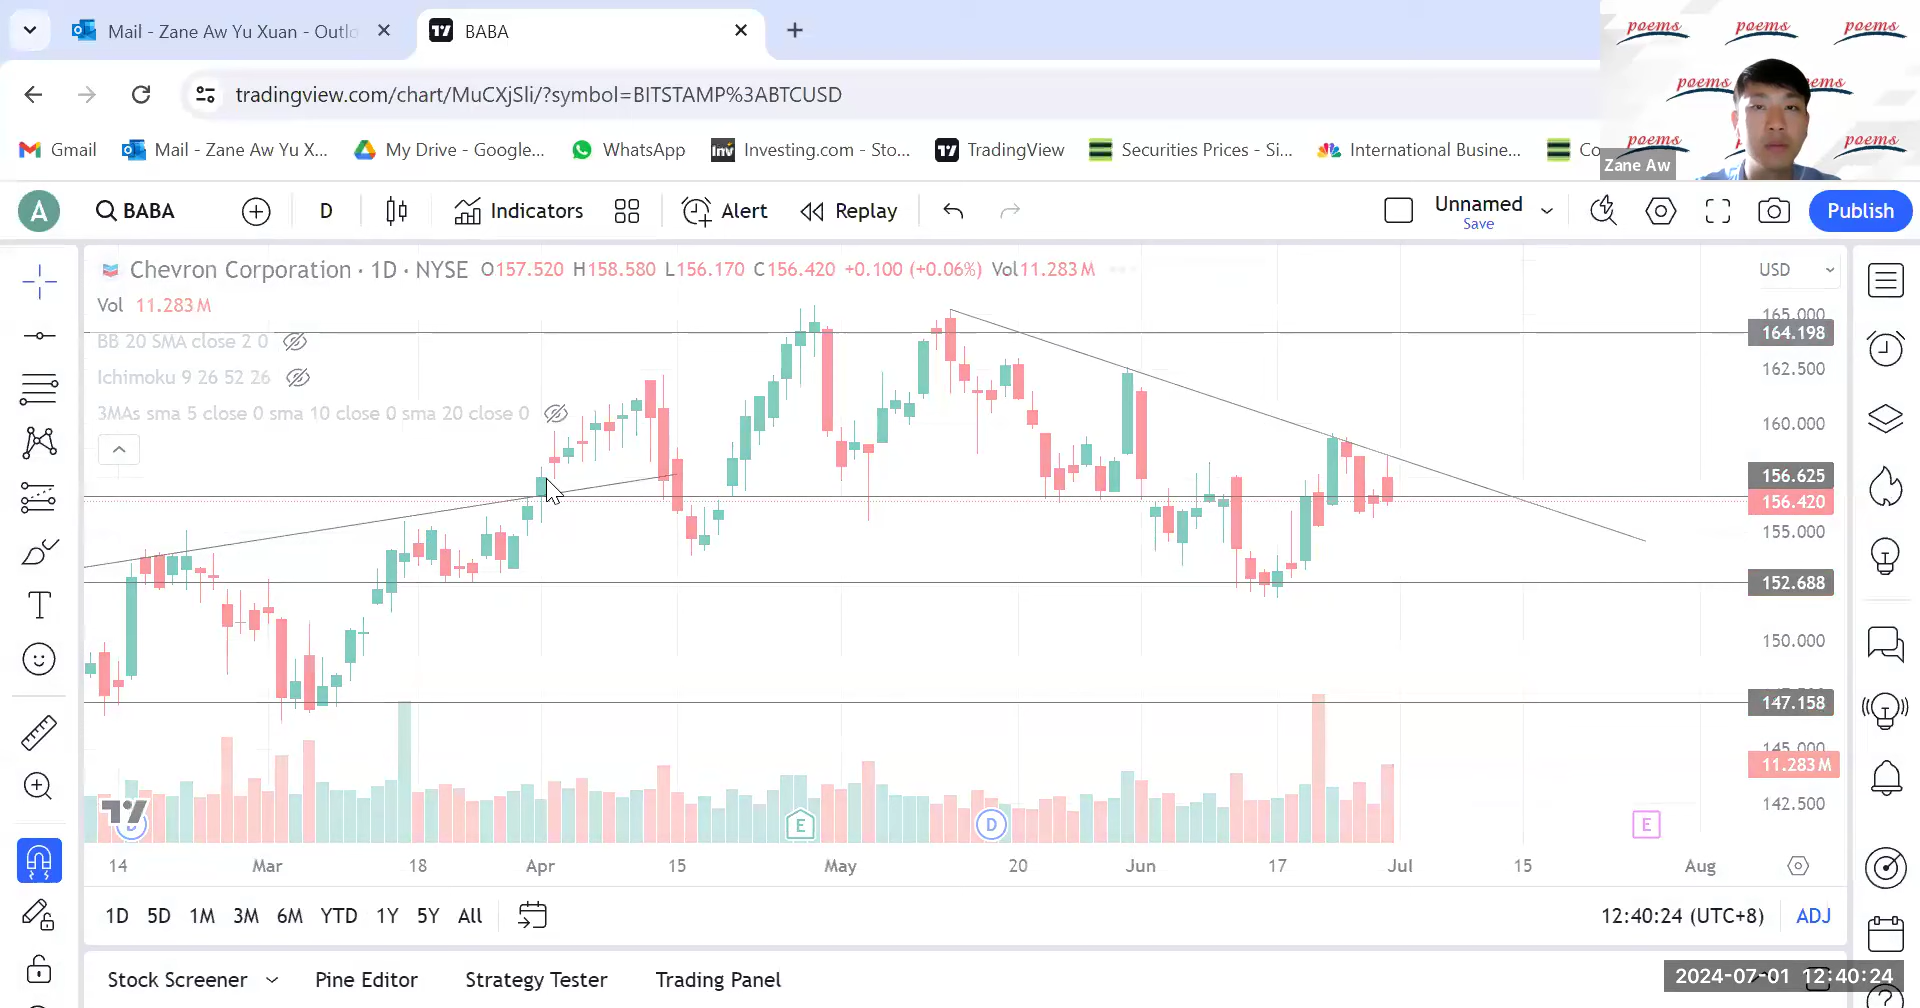 Mail - Zane Aw Yu Xuan - Outlo
BABA
tradingview.com/chart/MuCXjSli/?symbol=BITSTAMP%3ABTCUSD
Gmail
Mail - Zane Aw Yu X...
My Drive - Google...
WhatsApp
Inv
Investing.com - Sto...
TradingView
Securities Prices - Si...
International Busine...
Co
poems poems poems
poems ems
poems poems
Zane Aw
A
BABA
D
Indicators
Alert
Replay
Unnamed
Save
Publish
Chevron Corporation · 1D · NYSE O157.520 H158.580 L156.170 C156.420 +0.100 (+0.06%) Vol11.283 M
USD
Vol 11.283 M
BB 20 SMA close 2 0
Ichimoku 9 26 52 26
3MAs sma 5 close 0 sma 10 close 0 sma 20 close 0
165.000
164.198
162.500
160.000
156.625
156.420
155.000
152.688
150.000
147.158
145.000
11.283 M
142.500
E
D
E
14 Mar 18 Apr 15 May 20 Jun 17 Jul 15 Aug
1D 5D 1M 3M 6M YTD 1Y 5Y All
12:40:24 (UTC+8)
ADJ
Stock Screener
Pine Editor
Strategy Tester
Trading Panel
2024-07-01 12:40:24